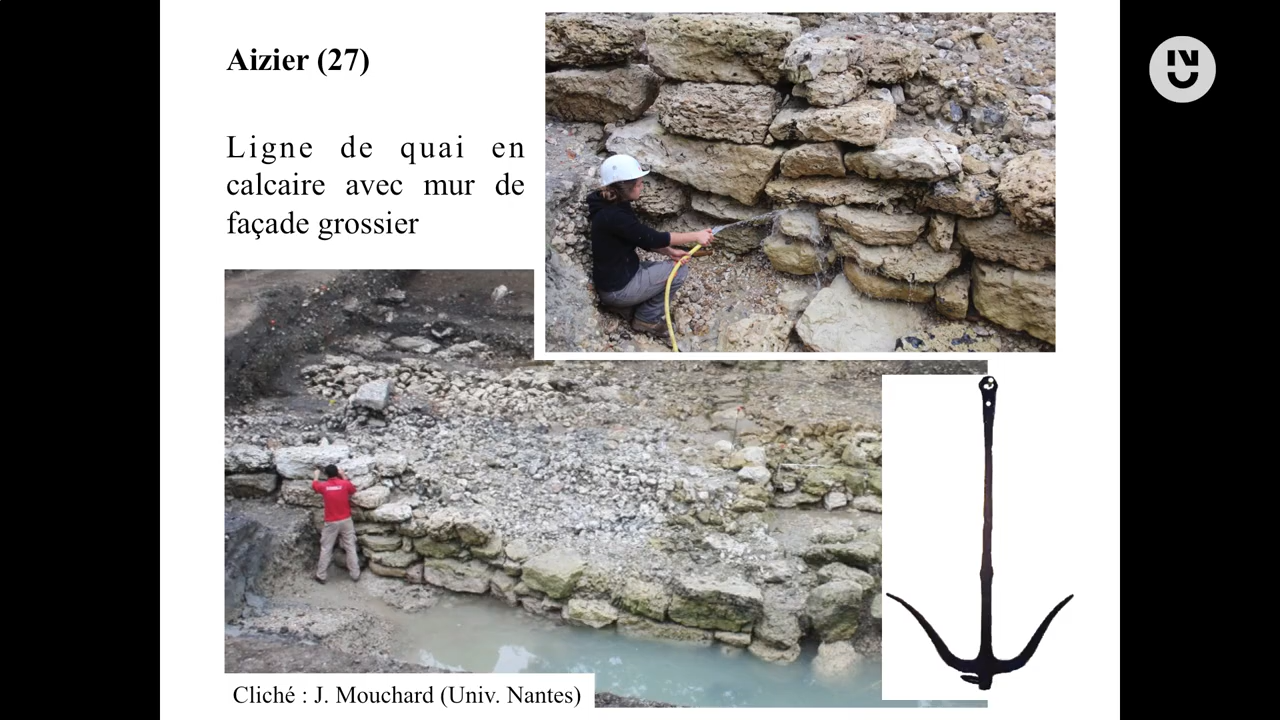 Aizier (27)
Ligne de quai en
calcaire avec mur de
façade grossier
Cliché : J. Mouchard (Univ. Nantes)